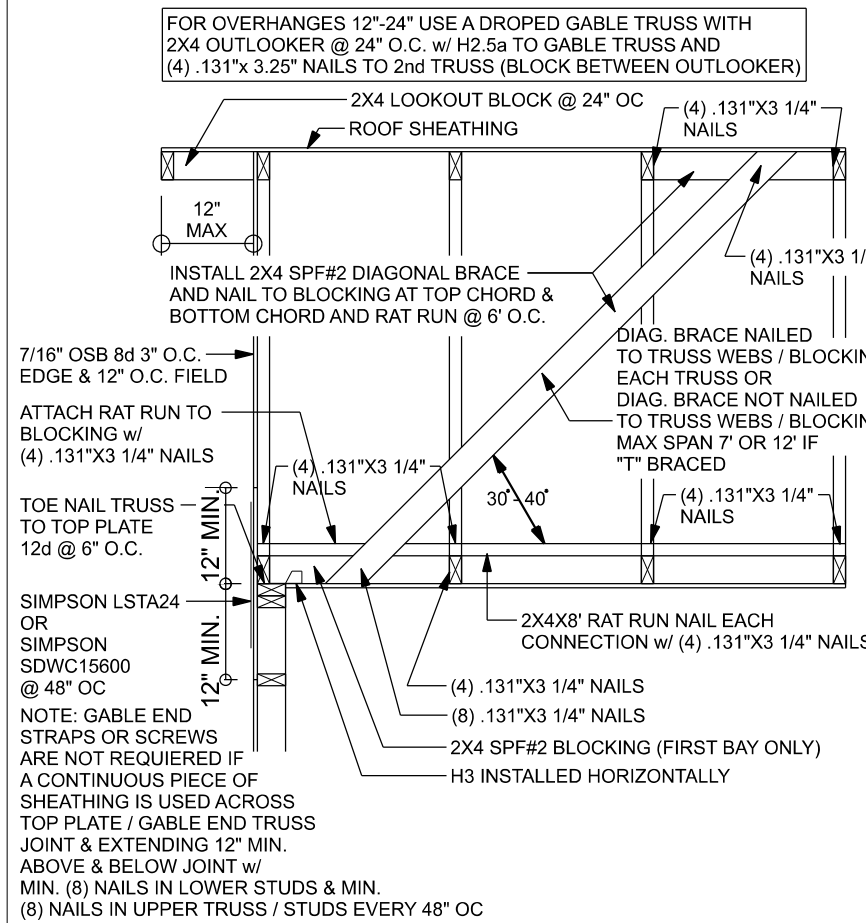 FOR OVERHANGES 12"-24" USE A DROPED GABLE TRUSS WITH
2X4 OUTLOOKER @ 24" O.C. w/ H2.5a TO GABLE TRUSS AND
(4) .131"x 3.25" NAILS TO 2nd TRUSS (BLOCK BETWEEN OUTLOOKER)
2X4 LOOKOUT BLOCK @ 24" OC
ROOF SHEATHING
(4) .131"X3 1/4"
NAILS
12"
MAX
(4) .131"X3 1/
NAILS
INSTALL 2X4 SPF#2 DIAGONAL BRACE
AND NAIL TO BLOCKING AT TOP CHORD &
BOTTOM CHORD AND RAT RUN @ 6' O.C.
DIAG. BRACE NAILED
TO TRUSS WEBS / BLOCKIN
EACH TRUSS OR
DIAG. BRACE NOT NAILED
TO TRUSS WEBS / BLOCKIN
MAX SPAN 7' OR 12' IF
"T" BRACED
7/16" OSB 8d 3" O.C.
EDGE & 12" O.C. FIELD
ATTACH RAT RUN TO
BLOCKING w/
(4) .131"X3 1/4" NAILS
(4) .131"X3 1/4"
NAILS
30°-40°
(4) .131"X3 1/4"
NAILS
TOE NAIL TRUSS
TO TOP PLATE
12d @ 6" O.C.
12" MIN.
12" MIN.
SIMPSON LSTA24
OR
SIMPSON
SDWC15600
@ 48" OC
2X4X8' RAT RUN NAIL EACH
CONNECTION w/ (4) .131"X3 1/4" NAILS
(4) .131"X3 1/4" NAILS
(8) .131"X3 1/4" NAILS
2X4 SPF#2 BLOCKING (FIRST BAY ONLY)
H3 INSTALLED HORIZONTALLY
NOTE: GABLE END
STRAPS OR SCREWS
ARE NOT REQUIERED IF
A CONTINUOUS PIECE OF
SHEATHING IS USED ACROSS
TOP PLATE / GABLE END TRUSS
JOINT & EXTENDING 12" MIN.
ABOVE & BELOW JOINT w/
MIN. (8) NAILS IN LOWER STUDS & MIN.
(8) NAILS IN UPPER TRUSS / STUDS EVERY 48" OC